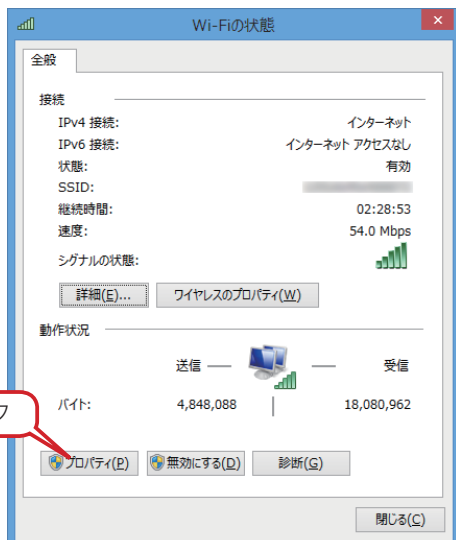 Wi-Fiの状態
全般
接続
IPv4 接続: インターネット
IPv6 接続: インターネット アクセスなし
状態: 有効
SSID:
継続時間: 02:28:53
速度: 54.0 Mbps
シグナルの状態:
詳細(E)... ワイヤレスのプロパティ(W)
動作状況
送信 — — 受信
バイト: 4,848,088 | 18,080,962
ク
プロパティ(P) 無効にする(D) 診断(G)
閉じる(C)